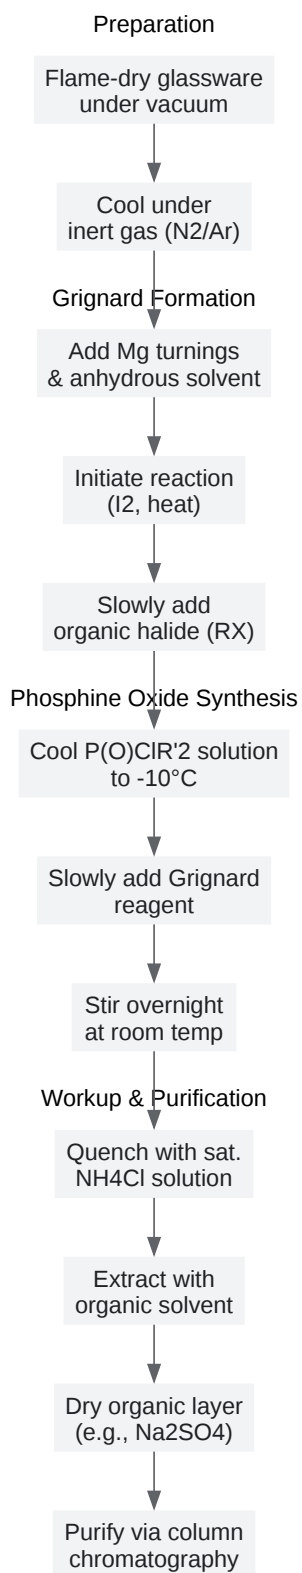 Preparation
Flame-dry glassware
under vacuum
Cool under
inert gas (N2/Ar)
Grignard Formation
Add Mg turnings
& anhydrous solvent
Initiate reaction
(I2, heat)
Slowly add
organic halide (RX)
Phosphine Oxide Synthesis
Cool P(O)ClR'2 solution
to -10°C
Slowly add Grignard
reagent
Stir overnight
at room temp
Workup & Purification
Quench with sat.
NH4Cl solution
Extract with
organic solvent
Dry organic layer
(e.g., Na2SO4)
Purify via column
chromatography